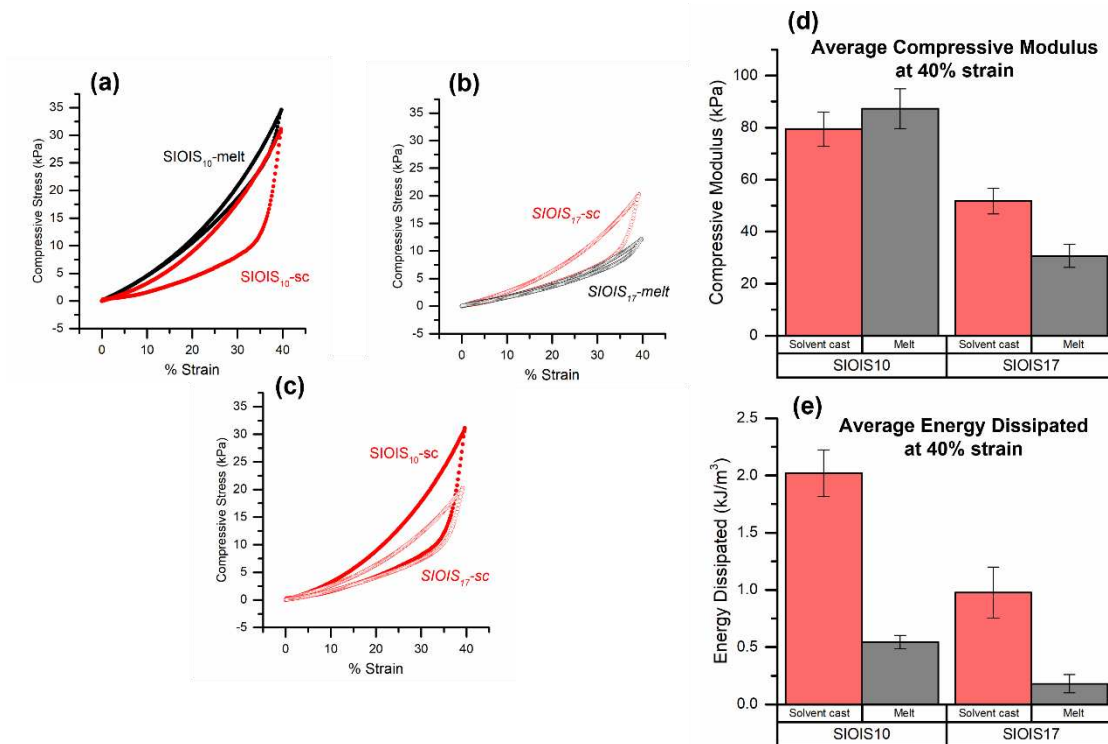 (a)
35
30
25
20
15
10
5
0
-5
Compressive Stress (kPa)
SIOIS₁₀-melt
SIOIS₁₀-sc
0 10 20 30 40
% Strain
(b)
35
30
25
20
15
10
5
0
-5
Compressive Stress (kPa)
SIOIS₁₇-sc
SIOIS₁₇-melt
0 10 20 30 40
% Strain
(c)
35
30
25
20
15
10
5
0
-5
Compressive Stress (kPa)
SIOIS₁₀-sc
SIOIS₁₇-sc
0 10 20 30 40
% Strain
(d)
Average Compressive Modulus
at 40% strain
100
80
60
40
20
0
Compressive Modulus (kPa)
Solvent cast Melt Solvent cast Melt
SIOIS10 SIOIS17
(e)
Average Energy Dissipated
at 40% strain
2.5
2.0
1.5
1.0
0.5
0.0
Energy Dissipated (kJ/m³)
Solvent cast Melt Solvent cast Melt
SIOIS10 SIOIS17